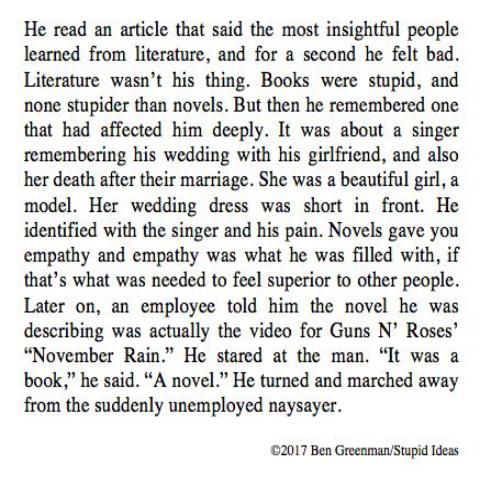 He read an article that said the most insightful people
learned from literature, and for a second he felt bad.
Literature wasn’t his thing. Books were stupid, and
none stupider than novels. But then he remembered one
that had affected him deeply. It was about a singer
remembering his wedding with his girlfriend, and also
her death after their marriage. She was a beautiful girl, a
model. Her wedding dress was short in front. He
identified with the singer and his pain. Novels gave you
empathy and empathy was what he was filled with, if
that’s what was needed to feel superior to other people.
Later on, an employee told him the novel he was
describing was actually the video for Guns N’ Roses’
“November Rain.” He stared at the man. “It was a
book,” he said. “A novel.” He turned and marched away
from the suddenly unemployed naysayer.
©2017 Ben Greenman/Stupid Ideas